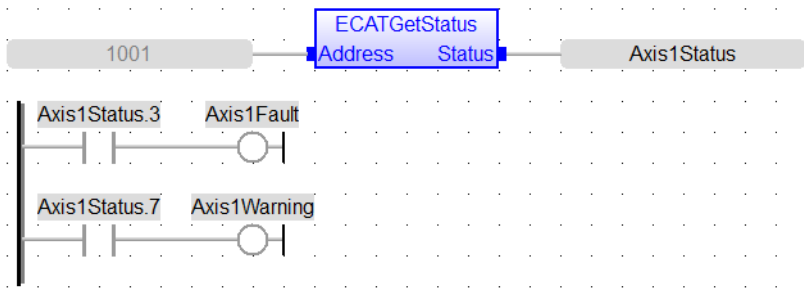 ECATGetStatus
1001 Address Status Axis1Status
Axis1Status.3 Axis1Fault
Axis1Status.7 Axis1Warning